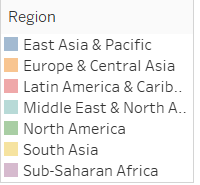 Region
East Asia & Pacific
Europe & Central Asia
Latin America & Carib..
Middle East & North A..
North America
South Asia
Sub-Saharan Africa